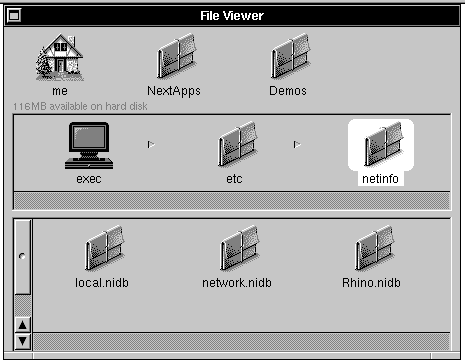 File Viewer
me NextApps Demos
116MB available on hard disk
exec etc netinfo
local.nidb network.nidb Rhino.nidb